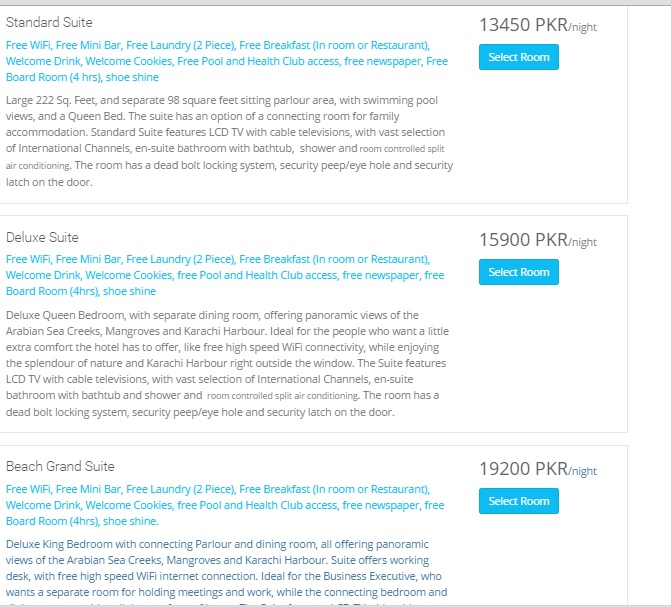 Standard Suite
13450 PKR/night
Free WiFi, Free Mini Bar, Free Laundry (2 Piece), Free Breakfast (In room or Restaurant),
Welcome Drink, Welcome Cookies, Free Pool and Health Club access, free newspaper, Free
Board Room (4 hrs), shoe shine
Select Room
Large 222 Sq. Feet, and separate 98 square feet sitting parlour area, with swimming pool
views, and a Queen Bed. The suite has an option of a connecting room for family
accommodation. Standard Suite features LCD TV with cable televisions, with vast selection
of International Channels, en-suite bathroom with bathtub, shower and room controlled split
air conditioning. The room has a dead bolt locking system, security peep/eye hole and security
latch on the door.
Deluxe Suite
15900 PKR/night
Free WiFi, Free Mini Bar, Free Laundry (2 Piece), Free Breakfast (In room or Restaurant),
Welcome Drink, Welcome Cookies, free Pool and Health Club access, free newspaper, free
Board Room (4hrs), shoe shine
Select Room
Deluxe Queen Bedroom, with separate dining room, offering panoramic views of the
Arabian Sea Creeks, Mangroves and Karachi Harbour. Ideal for the people who want a little
extra comfort the hotel has to offer, like free high speed WiFi connectivity, while enjoying
the splendour of nature and Karachi Harbour right outside the window. The Suite features
LCD TV with cable televisions, with vast selection of International Channels, en-suite
bathroom with bathtub and shower and room controlled split air conditioning. The room has a
dead bolt locking system, security peep/eye hole and security latch on the door.
Beach Grand Suite
19200 PKR/night
Free WiFi, Free Mini Bar, Free Laundry (2 Piece), Free Breakfast (In room or Restaurant),
Welcome Drink, Welcome Cookies, free Pool and Health Club access, free newspaper, free
Board Room (4hrs), shoe shine.
Select Room
Deluxe King Bedroom with connecting Parlour and dining room, all offering panoramic
views of the Arabian Sea Creeks, Mangroves and Karachi Harbour. Suite offers working
desk, with free high speed WiFi internet connection. Ideal for the Business Executive, who
wants a separate room for holding meetings and work, while the connecting bedroom and